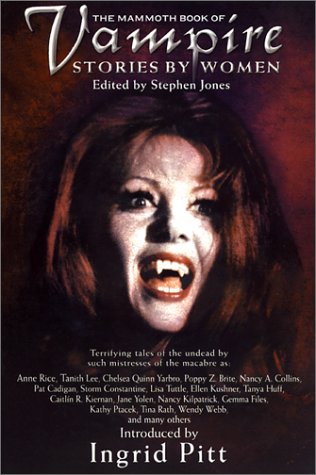 THE MAMMOTH BOOK OF
Vampire
STORIES BY WOMEN
Edited by Stephen Jones
Terrifying tales of the undead by
such mistresses of the macabre as:
Anne Rice, Tanith Lee, Chelsea Quinn Yarbro, Poppy Z. Brite, Nancy A. Collins,
Pat Cadigan, Storm Constantine, Lisa Tuttle, Ellen Kushner, Tanya Huff,
Caitlín R. Kiernan, Jane Yolen, Nancy Kilpatrick, Gemma Files,
Kathy Ptacek, Tina Rath, Wendy Webb,
and many others
Introduced by
Ingrid Pitt